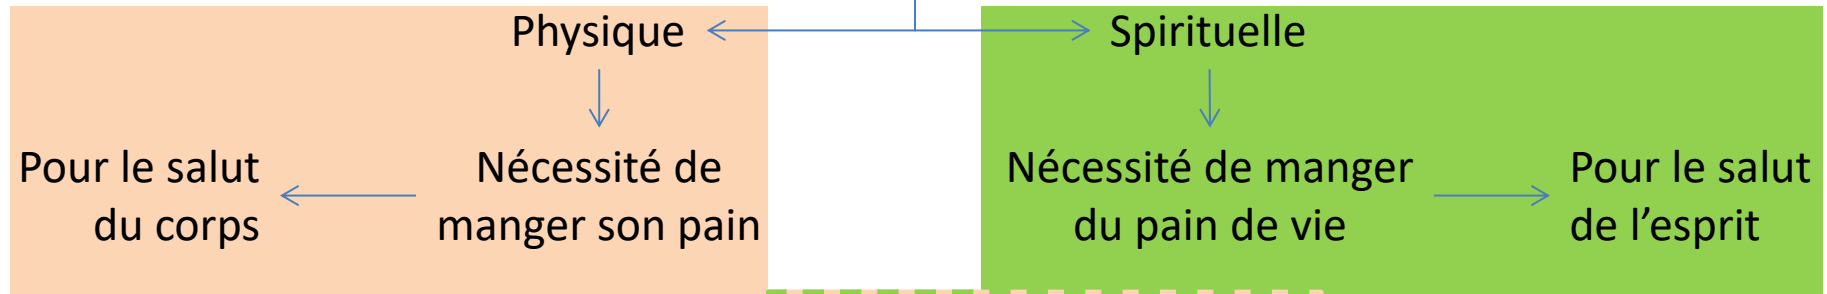 Physique
Spirituelle
Pour le salut
du corps
Nécessité de
manger son pain
Nécessité de manger
du pain de vie
Pour le salut
de l’esprit